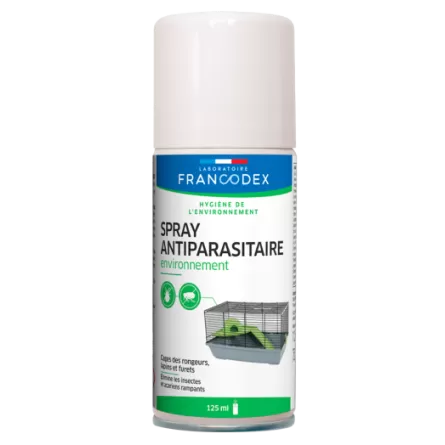 LABORATOIRE
FRANCODEX
HYGIÈNE DE
L'ENVIRONNEMENT
SPRAY
ANTIPARASITAIRE
environnement
Cages des rongeurs,
lapins et furets
Élimine les insectes
et acariens rampants
125 ml